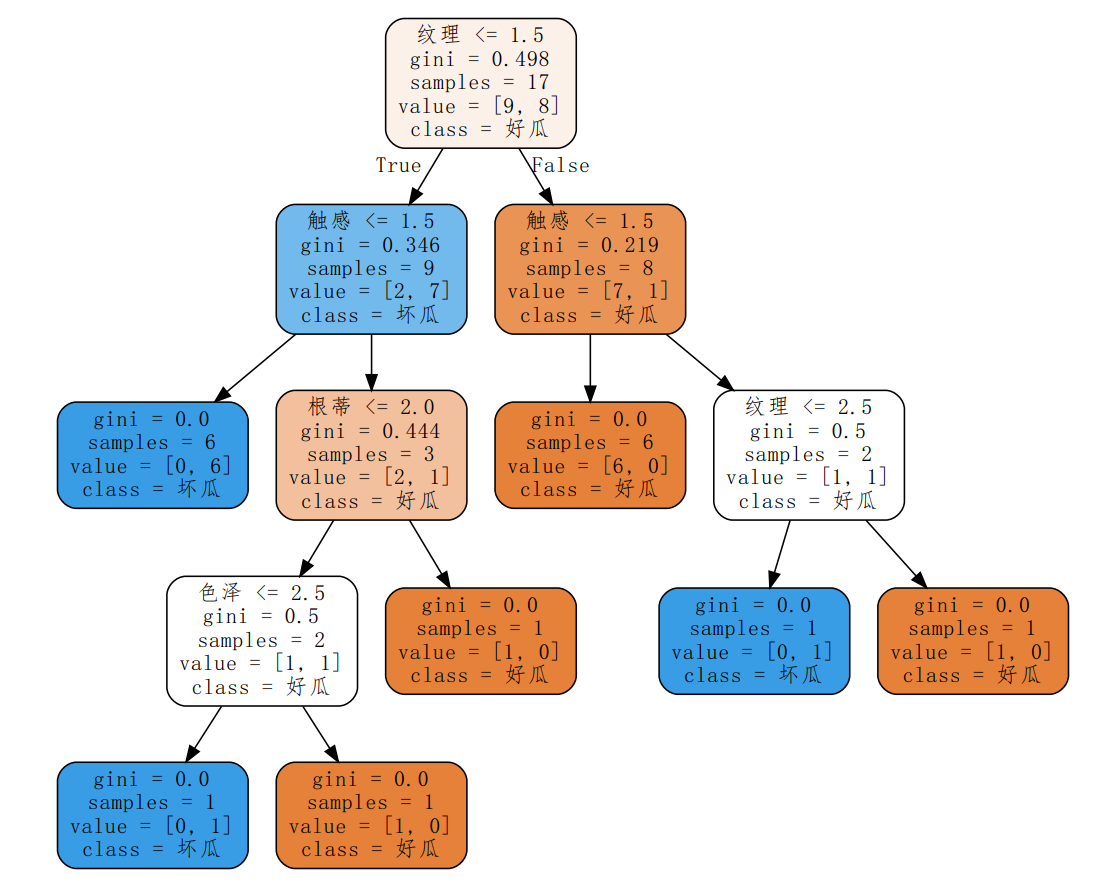 纹理 <= 1.5
gini = 0.498
samples = 17
value = [9, 8]
class = 好瓜
True
False
触感 <= 1.5
gini = 0.346
samples = 9
value = [2, 7]
class = 坏瓜
触感 <= 1.5
gini = 0.219
samples = 8
value = [7, 1]
class = 好瓜
gini = 0.0
samples = 6
value = [0, 6]
class = 坏瓜
根蒂 <= 2.0
gini = 0.444
samples = 3
value = [2, 1]
class = 好瓜
gini = 0.0
samples = 6
value = [6, 0]
class = 好瓜
纹理 <= 2.5
gini = 0.5
samples = 2
value = [1, 1]
class = 好瓜
色泽 <= 2.5
gini = 0.5
samples = 2
value = [1, 1]
class = 好瓜
gini = 0.0
samples = 1
value = [1, 0]
class = 好瓜
gini = 0.0
samples = 1
value = [0, 1]
class = 坏瓜
gini = 0.0
samples = 1
value = [1, 0]
class = 好瓜
gini = 0.0
samples = 1
value = [0, 1]
class = 坏瓜
gini = 0.0
samples = 1
value = [1, 0]
class = 好瓜